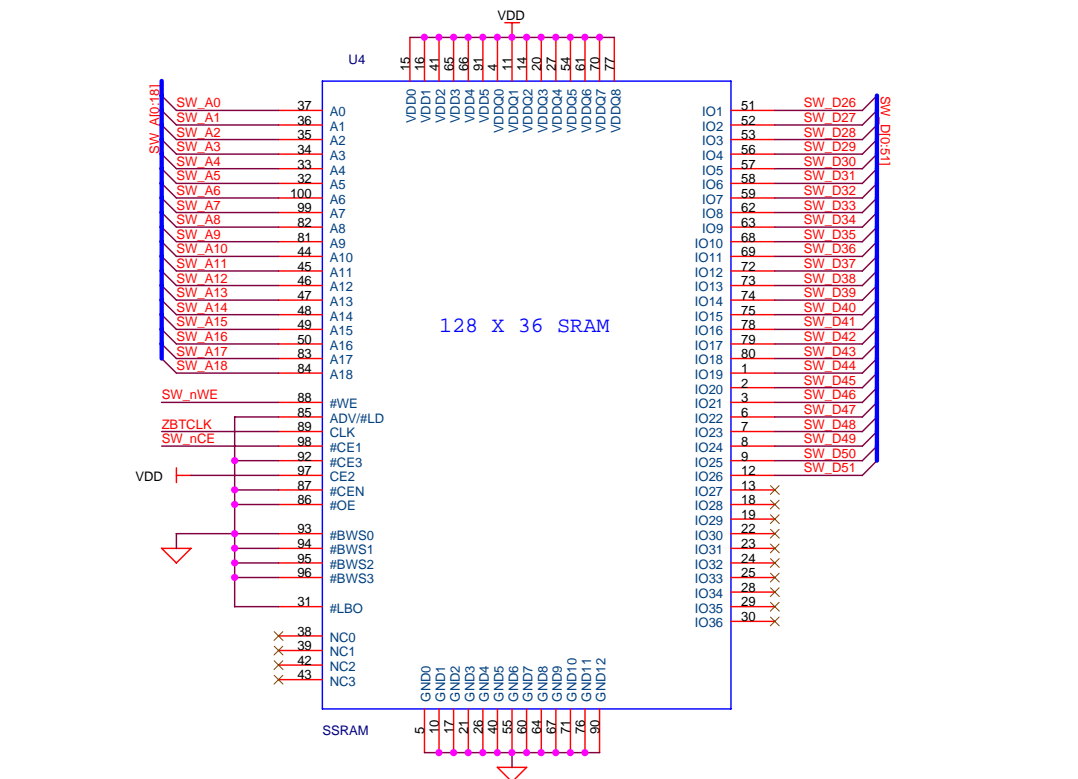 VDD
U4
15 16 41 65 66 91 4 11 14 20 27 54 61 70 77
VDD0 VDD1 VDD2 VDD3 VDD4 VDD5 VDDQ0 VDDQ1 VDDQ2 VDDQ3 VDDQ4 VDDQ5 VDDQ6 VDDQ7 VDDQ8
SW_A[0:18]
SW_A0 37 A0
SW_A1 36 A1
SW_A2 35 A2
SW_A3 34 A3
SW_A4 33 A4
SW_A5 32 A5
SW_A6 100 A6
SW_A7 99 A7
SW_A8 82 A8
SW_A9 81 A9
SW_A10 44 A10
SW_A11 45 A11
SW_A12 46 A12
SW_A13 47 A13
SW_A14 48 A14
SW_A15 49 A15
SW_A16 50 A16
SW_A17 83 A17
SW_A18 84 A18
SW_nWE 88 #WE
85 ADV/#LD
ZBTCLK 89 CLK
SW_nCE 98 #CE1
92 #CE3
VDD 97 CE2
87 #CEN
86 #OE
93 #BWS0
94 #BWS1
95 #BWS2
96 #BWS3
31 #LBO
38 NC0
39 NC1
42 NC2
43 NC3
128 X 36 SRAM
IO1 51 SW_D26
IO2 52 SW_D27
IO3 53 SW_D28
IO4 56 SW_D29
IO5 57 SW_D30
IO6 58 SW_D31
IO7 59 SW_D32
IO8 62 SW_D33
IO9 63 SW_D34
IO10 68 SW_D35
IO11 69 SW_D36
IO12 72 SW_D37
IO13 73 SW_D38
IO14 74 SW_D39
IO15 75 SW_D40
IO16 78 SW_D41
IO17 79 SW_D42
IO18 80 SW_D43
IO19 1 SW_D44
IO20 2 SW_D45
IO21 3 SW_D46
IO22 6 SW_D47
IO23 7 SW_D48
IO24 8 SW_D49
IO25 9 SW_D50
IO26 12 SW_D51
IO27 13
IO28 18
IO29 19
IO30 22
IO31 23
IO32 24
IO33 25
IO34 28
IO35 29
IO36 30
SW_D[0:51]
GND0 GND1 GND2 GND3 GND4 GND5 GND6 GND7 GND8 GND9 GND10 GND11 GND12
5 10 17 21 26 40 55 60 64 67 71 76 90
SSRAM